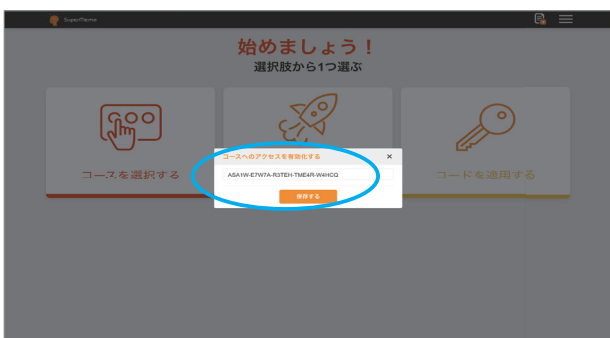 SuperMemo
始めましょう！
選択肢から1つ選ぶ
コースを選択する
コースへのアクセスを有効化する ×
A5A1W-E7W7A-R3TEH-TME4R-W4HCG
保存する
コードを適用する